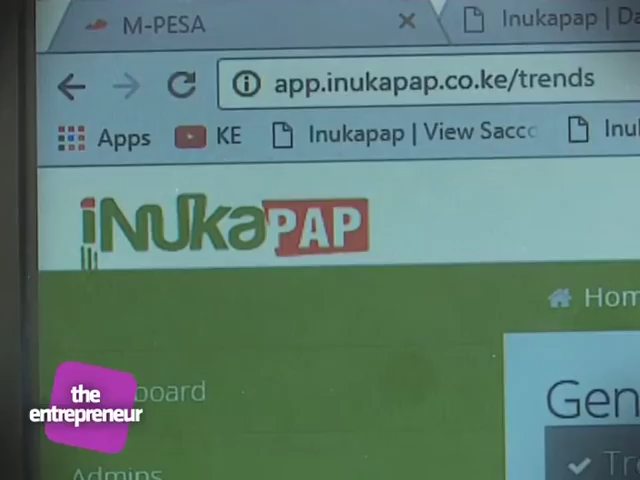 M-PESA
Inukapap | Da
app.inukapap.co.ke/trends
Apps
KE
Inukapap | View Sacco
Inu
iNUKaPAP
Hom
board
the
entrepreneur
Gen
Admins
Tre